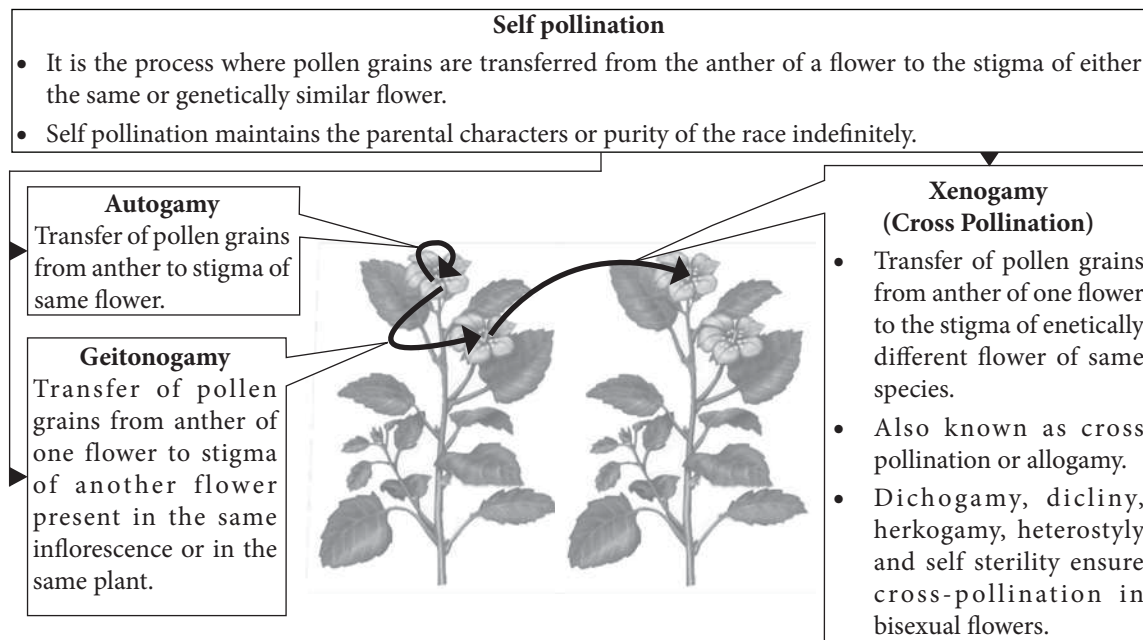 Self pollination
• It is the process where pollen grains are transferred from the anther of a flower to the stigma of either
the same or genetically similar flower.
• Self pollination maintains the parental characters or purity of the race indefinitely.
Autogamy
Transfer of pollen grains
from anther to stigma of
same flower.
Geitonogamy
Transfer of pollen
grains from anther of
one flower to stigma
of another flower
present in the same
inflorescence or in the
same plant.
Xenogamy
(Cross Pollination)
• Transfer of pollen grains
from anther of one flower
to the stigma of enetically
different flower of same
species.
• Also known as cross
pollination or allogamy.
• Dichogamy, dicliny,
herkogamy, heterostyly
and self sterility ensure
cross-pollination in
bisexual flowers.